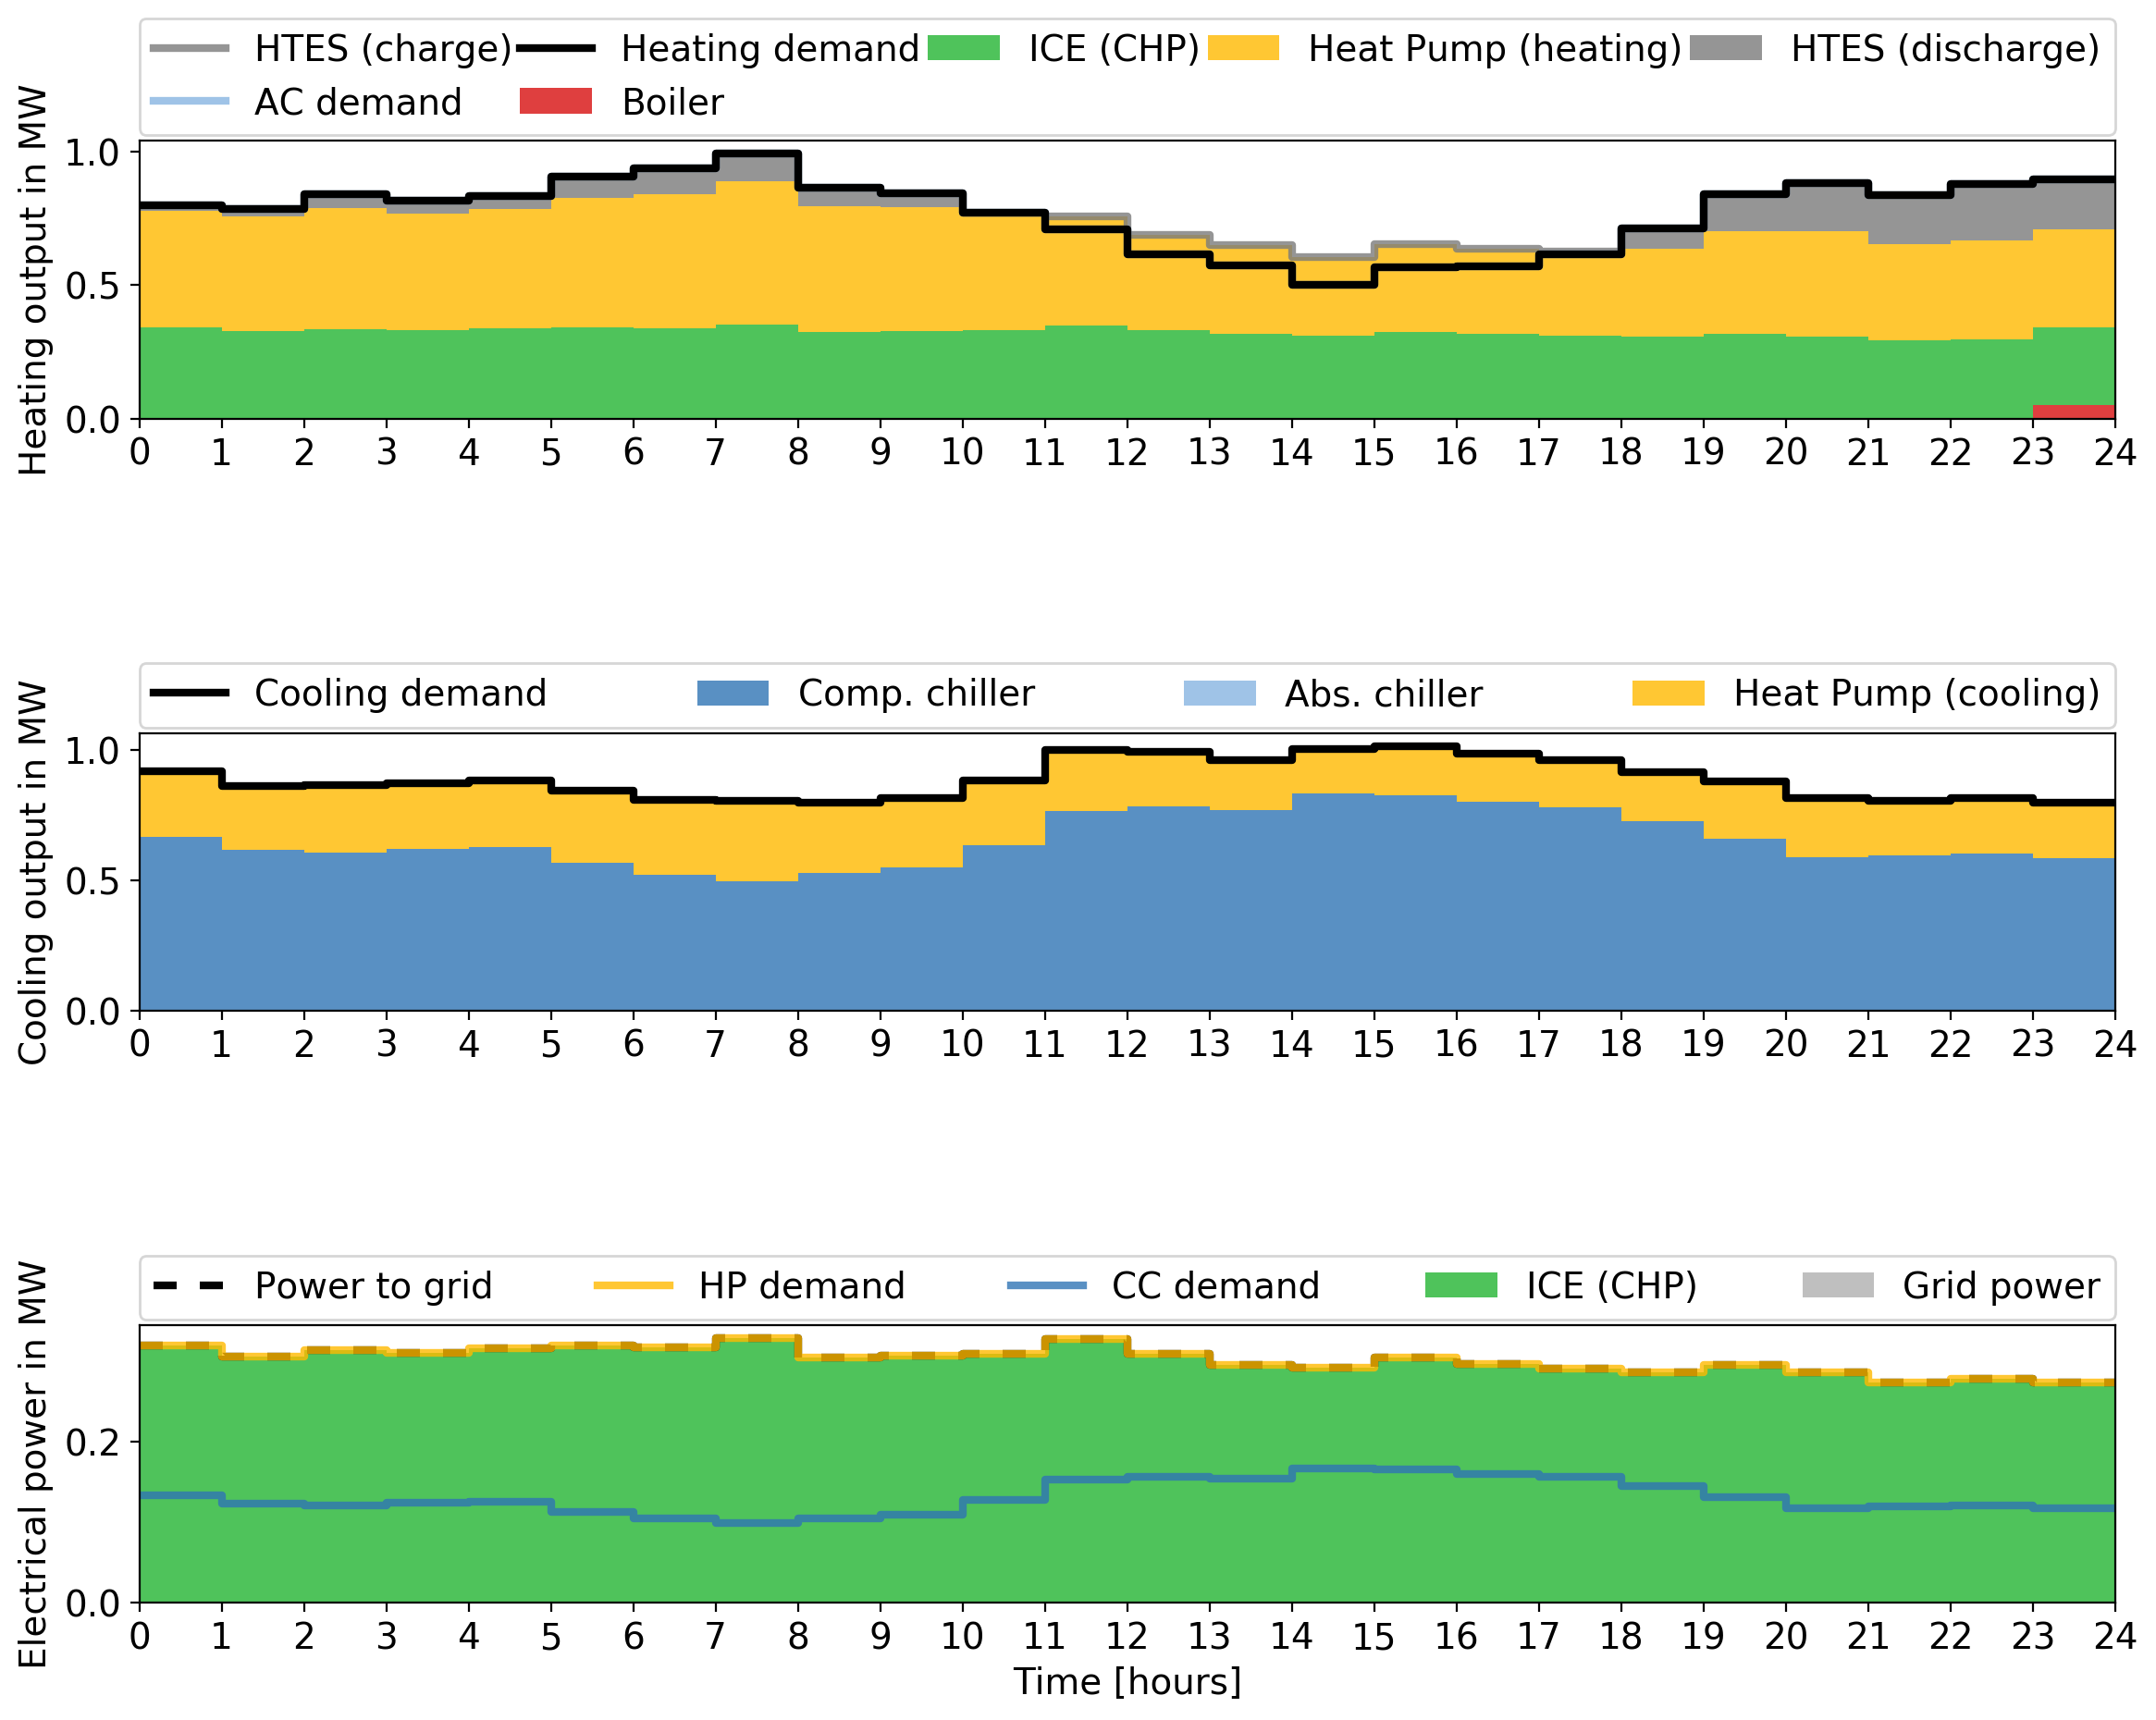 HTES (charge) Heating demand ICE (CHP) Heat Pump (heating) HTES (discharge)
AC demand Boiler
Heating output in MW
1.0
0.5
0.0
0 1 2 3 4 5 6 7 8 9 10 11 12 13 14 15 16 17 18 19 20 21 22 23 24
Cooling demand Comp. chiller Abs. chiller Heat Pump (cooling)
Cooling output in MW
1.0
0.5
0.0
0 1 2 3 4 5 6 7 8 9 10 11 12 13 14 15 16 17 18 19 20 21 22 23 24
Power to grid HP demand CC demand ICE (CHP) Grid power
Electrical power in MW
0.2
0.0
0 1 2 3 4 5 6 7 8 9 10 11 12 13 14 15 16 17 18 19 20 21 22 23 24
Time [hours]